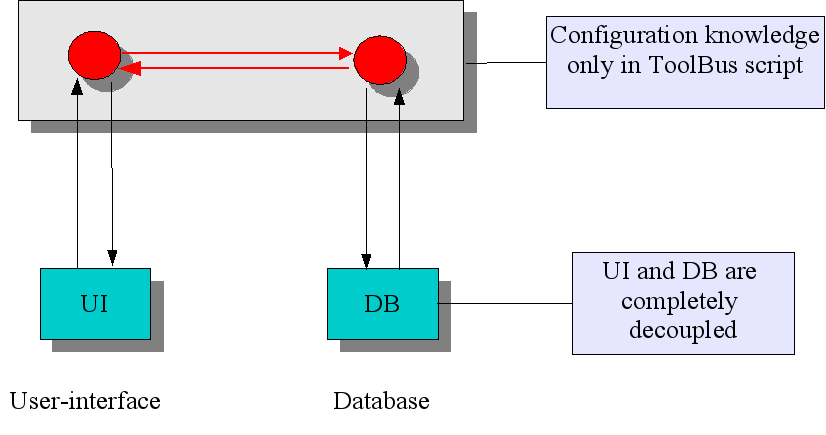 Configuration knowledge
only in ToolBus script
UI
DB
UI and DB are
completely
decoupled
User-interface
Database